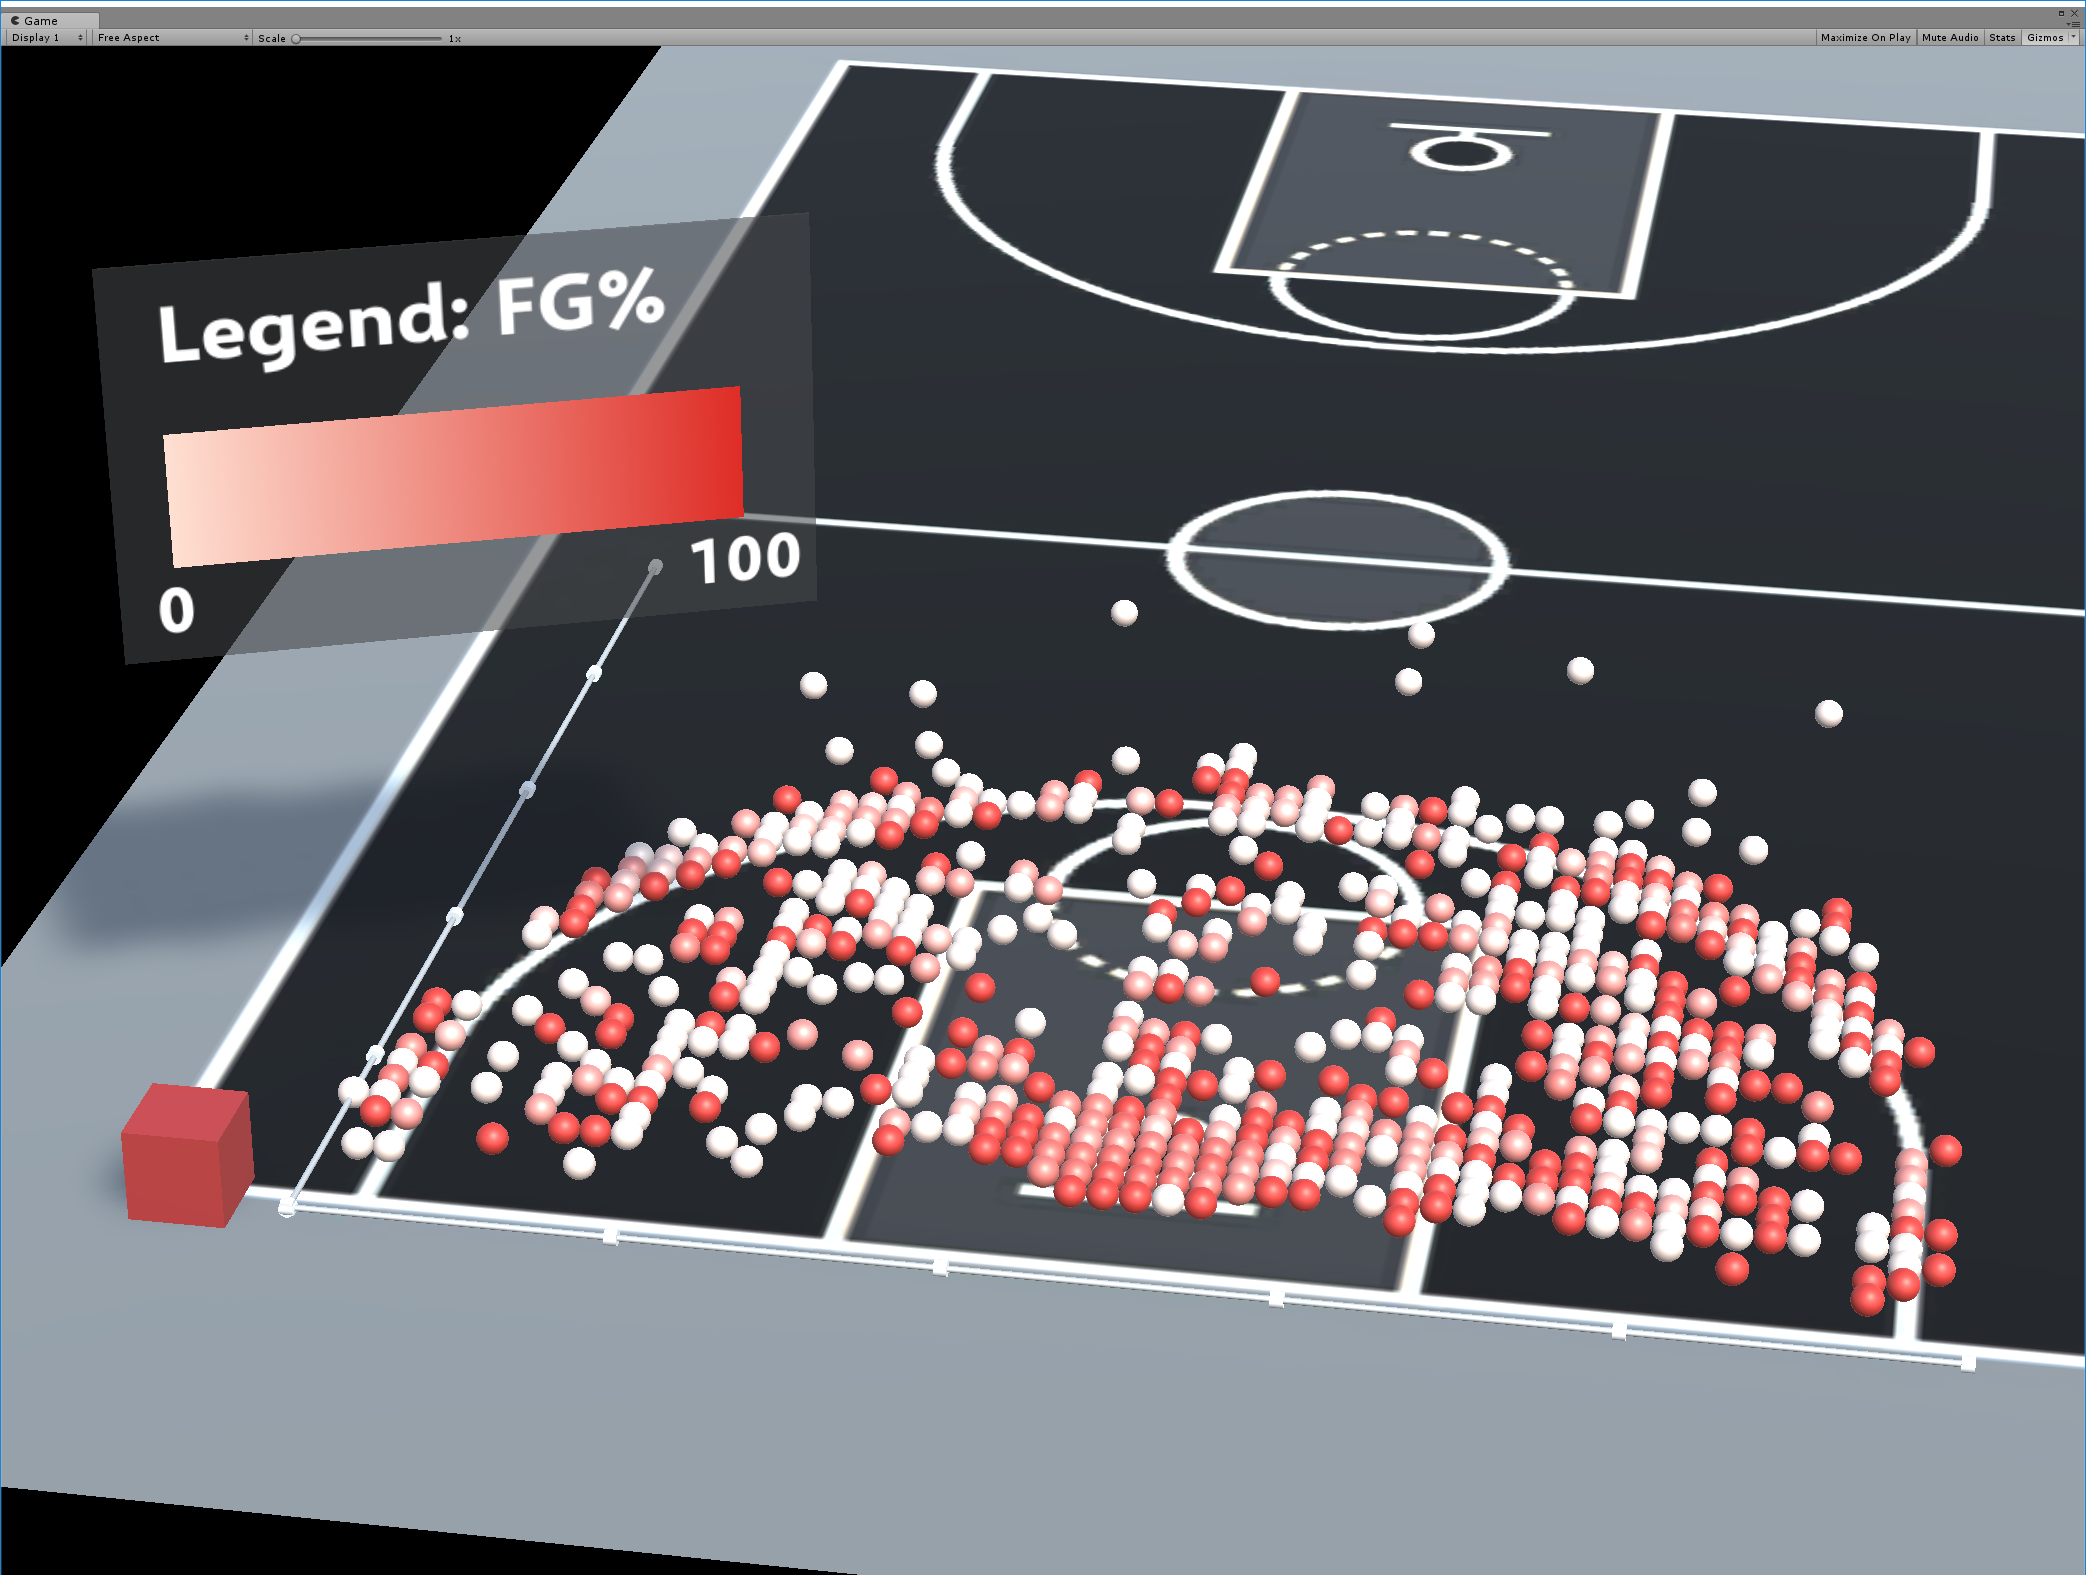 Game
Display 1
Free Aspect
Scale
1x
Maximize On Play
Mute Audio
Stats
Gizmos
Legend: FG%
0
100